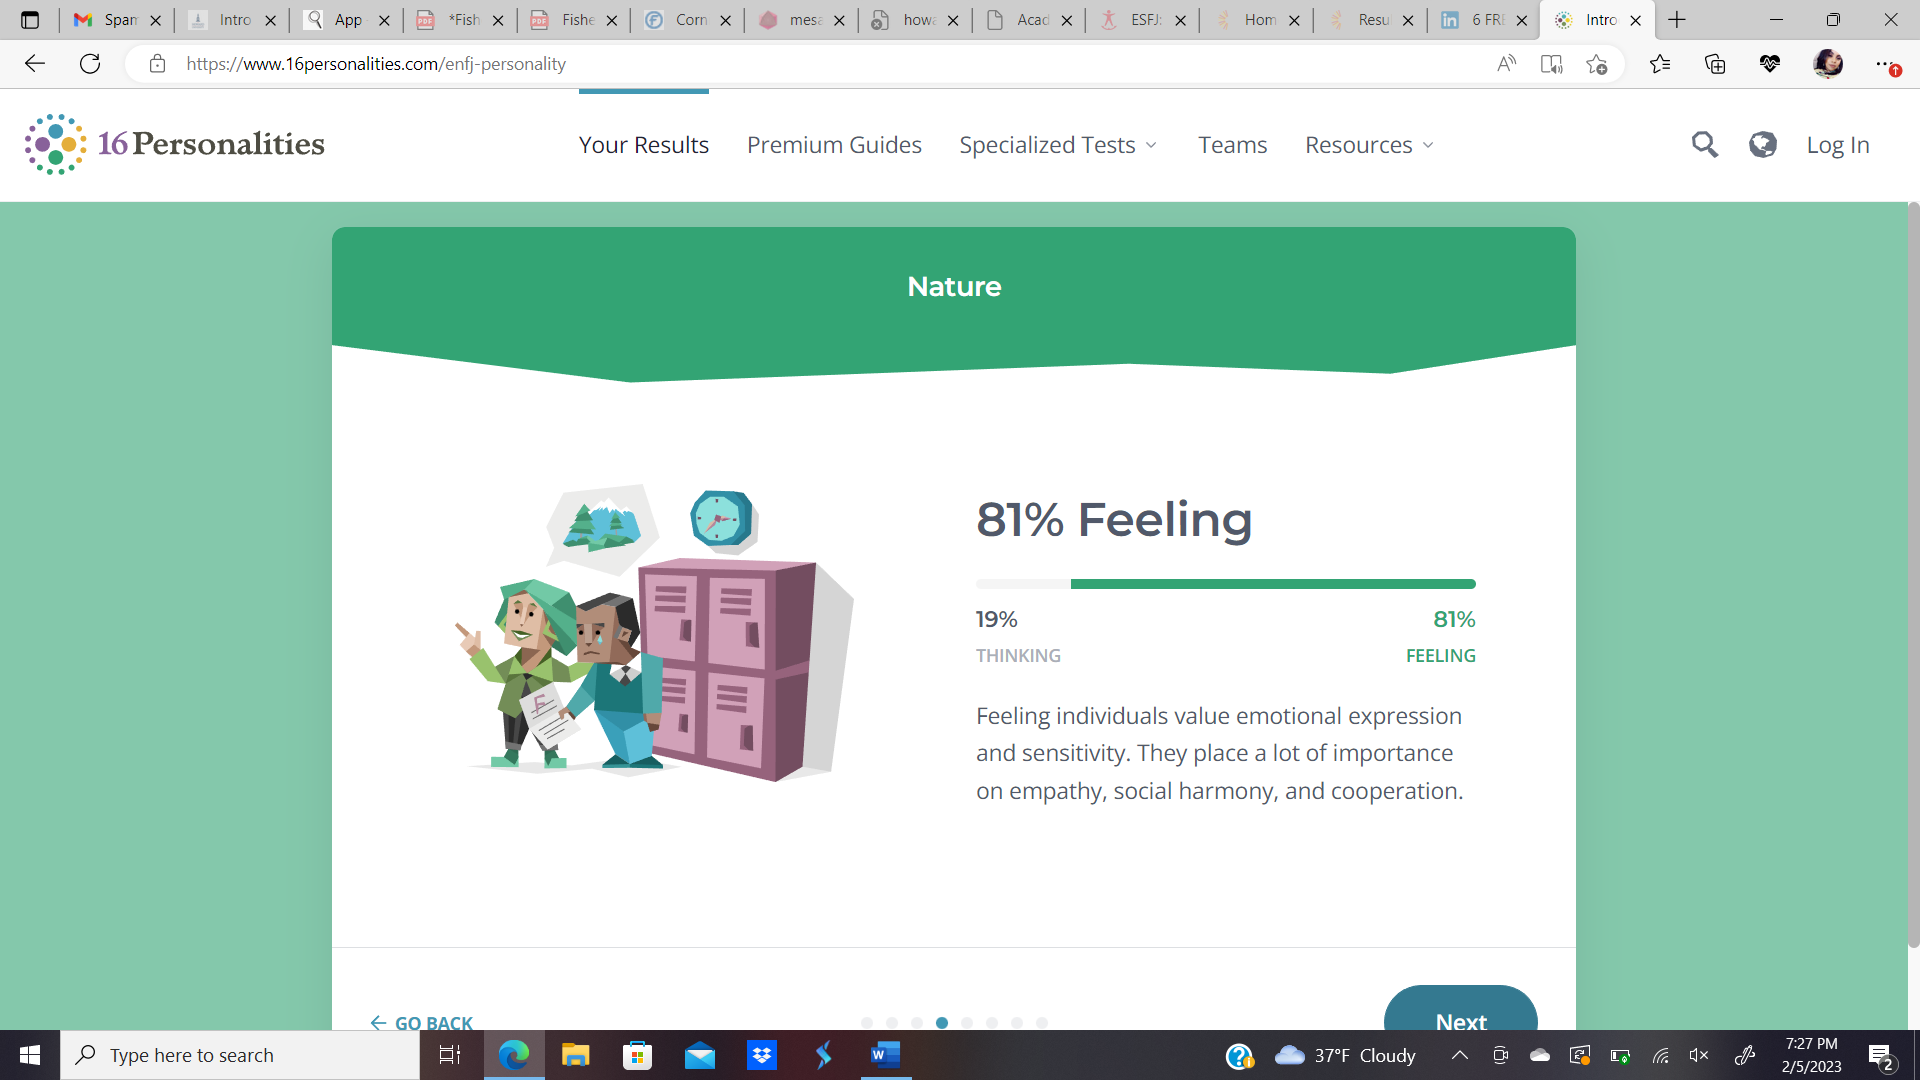 Span
Intro
App
*Fish
Fishe
Corn
mesa
howa
Acad
ESFJ:
Hom
Resu
6 FRE
Intro
https://www.16personalities.com/enfj-personality
16Personalities
Your Results
Premium Guides
Specialized Tests
Teams
Resources
Log In
Nature
81% Feeling
19%
81%
THINKING
FEELING
Feeling individuals value emotional expression
and sensitivity. They place a lot of importance
on empathy, social harmony, and cooperation.
F
GO BACK
Next
Type here to search
37°F Cloudy
7:27 PM
2/5/2023
2